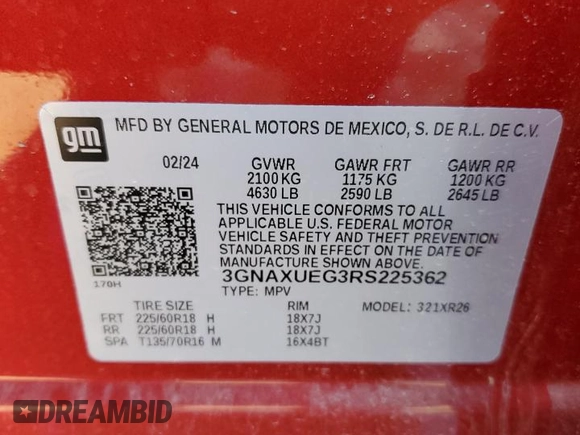 gm
MFD BY GENERAL MOTORS DE MEXICO, S. DE R.L. DE C.V.
02/24 GVWR GAWR FRT GAWR RR
2100 KG 1175 KG 1200 KG
4630 LB 2590 LB 2645 LB
THIS VEHICLE CONFORMS TO ALL
APPLICABLE U.S. FEDERAL MOTOR
VEHICLE SAFETY AND THEFT PREVENTION
STANDARDS IN EFFECT ON THE DATE OF
MANUFACTURE SHOWN ABOVE.
3GNAXUEG3RS225362
170H
TYPE: MPV MODEL: 321XR26
TIRE SIZE RIM
FRT 225/60R18 H 18X7J
RR 225/60R18 H 18X7J
SPA T135/70R16 M 16X4BT
DREAMBID